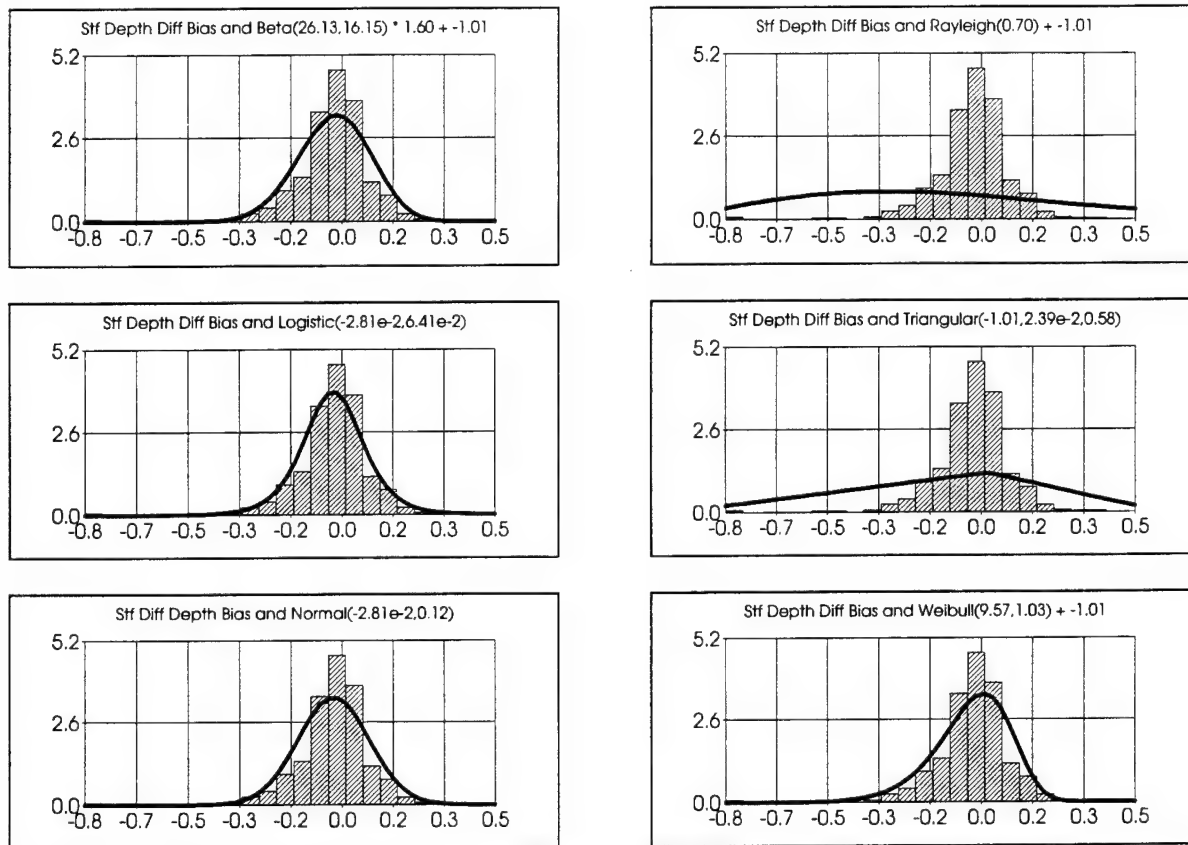 Stf Depth Diff Bias and Beta(26.13,16.15) * 1.60 + -1.01
5.2
2.6
0.0
-0.8 -0.7 -0.5 -0.3 -0.2 0.0 0.2 0.3 0.5
Stf Depth Diff Bias and Rayleigh(0.70) + -1.01
5.2
2.6
0.0
-0.8 -0.7 -0.5 -0.3 -0.2 0.0 0.2 0.3 0.5
Stf Depth Diff Bias and Logistic(-2.81e-2,6.41e-2)
5.2
2.6
0.0
-0.8 -0.7 -0.5 -0.3 -0.2 0.0 0.2 0.3 0.5
Stf Depth Diff Bias and Triangular(-1.01,2.39e-2,0.58)
5.2
2.6
0.0
-0.8 -0.7 -0.5 -0.3 -0.2 0.0 0.2 0.3 0.5
Stf Diff Depth Bias and Normal(-2.81e-2,0.12)
5.2
2.6
0.0
-0.8 -0.7 -0.5 -0.3 -0.2 0.0 0.2 0.3 0.5
Stf Depth Diff Bias and Weibull(9.57,1.03) + -1.01
5.2
2.6
0.0
-0.8 -0.7 -0.5 -0.3 -0.2 0.0 0.2 0.3 0.5